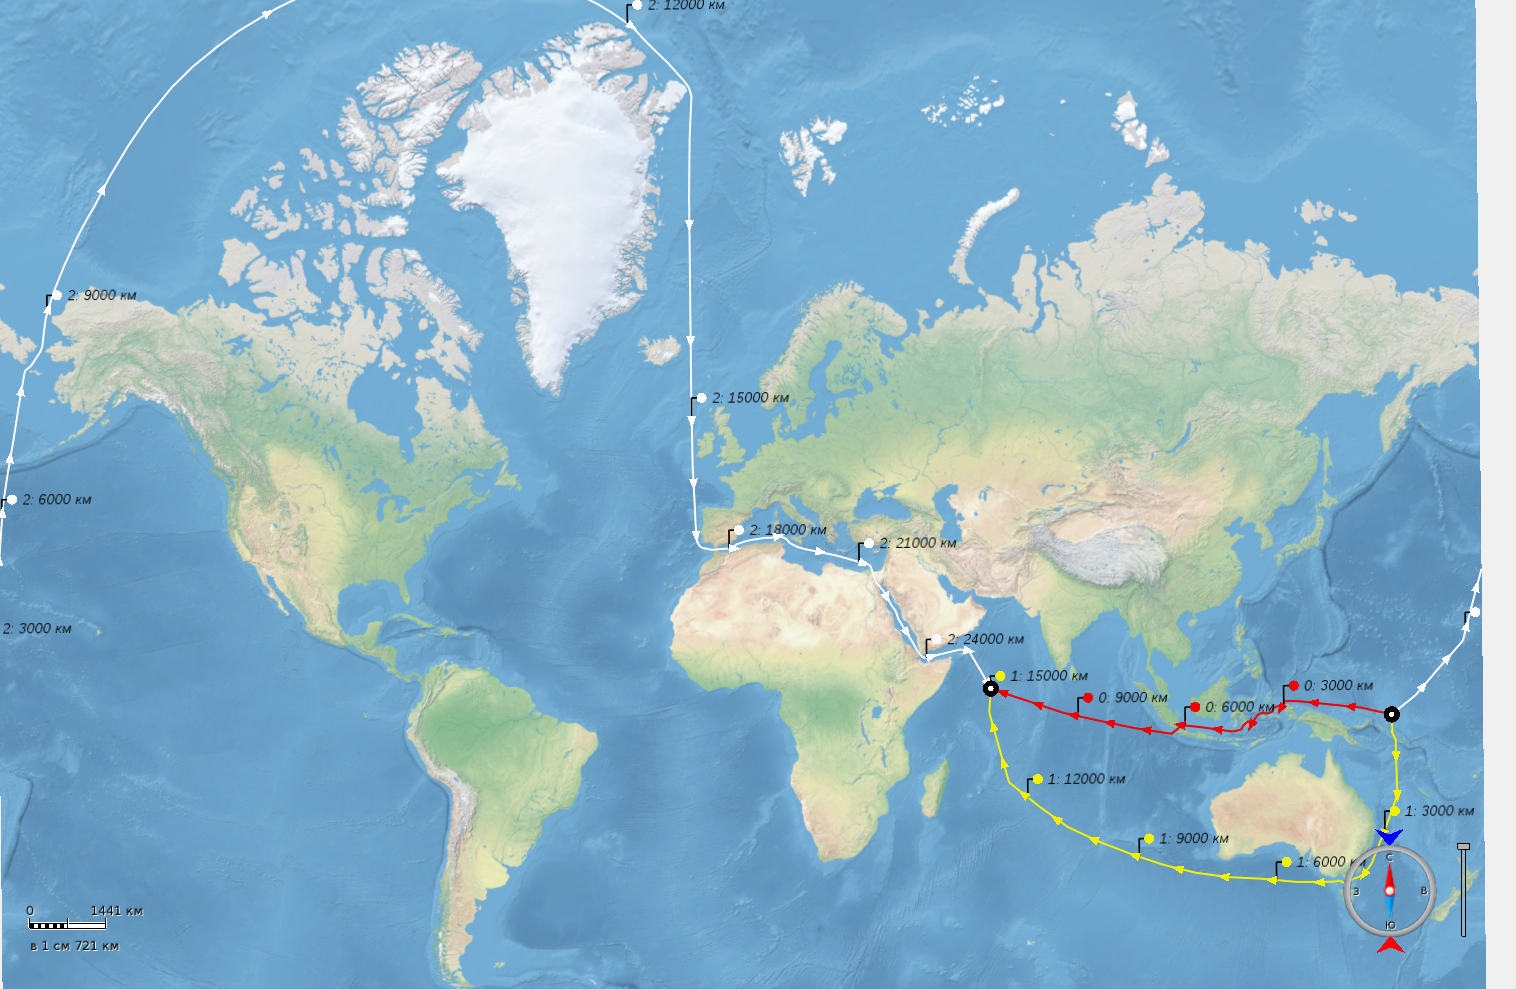 2: 12000 км
2: 9000 км
2: 15000 км
2: 6000 км
2: 18000 км
2: 21000 км
2: 3000 км
2: 24000 км
1: 15000 км
0: 9000 км
0: 6000 км
0: 3000 км
1: 12000 км
1: 3000 км
1: 9000 км
1: 6000 км
С
З
В
Ю
0 1441 км
в 1 см 721 км